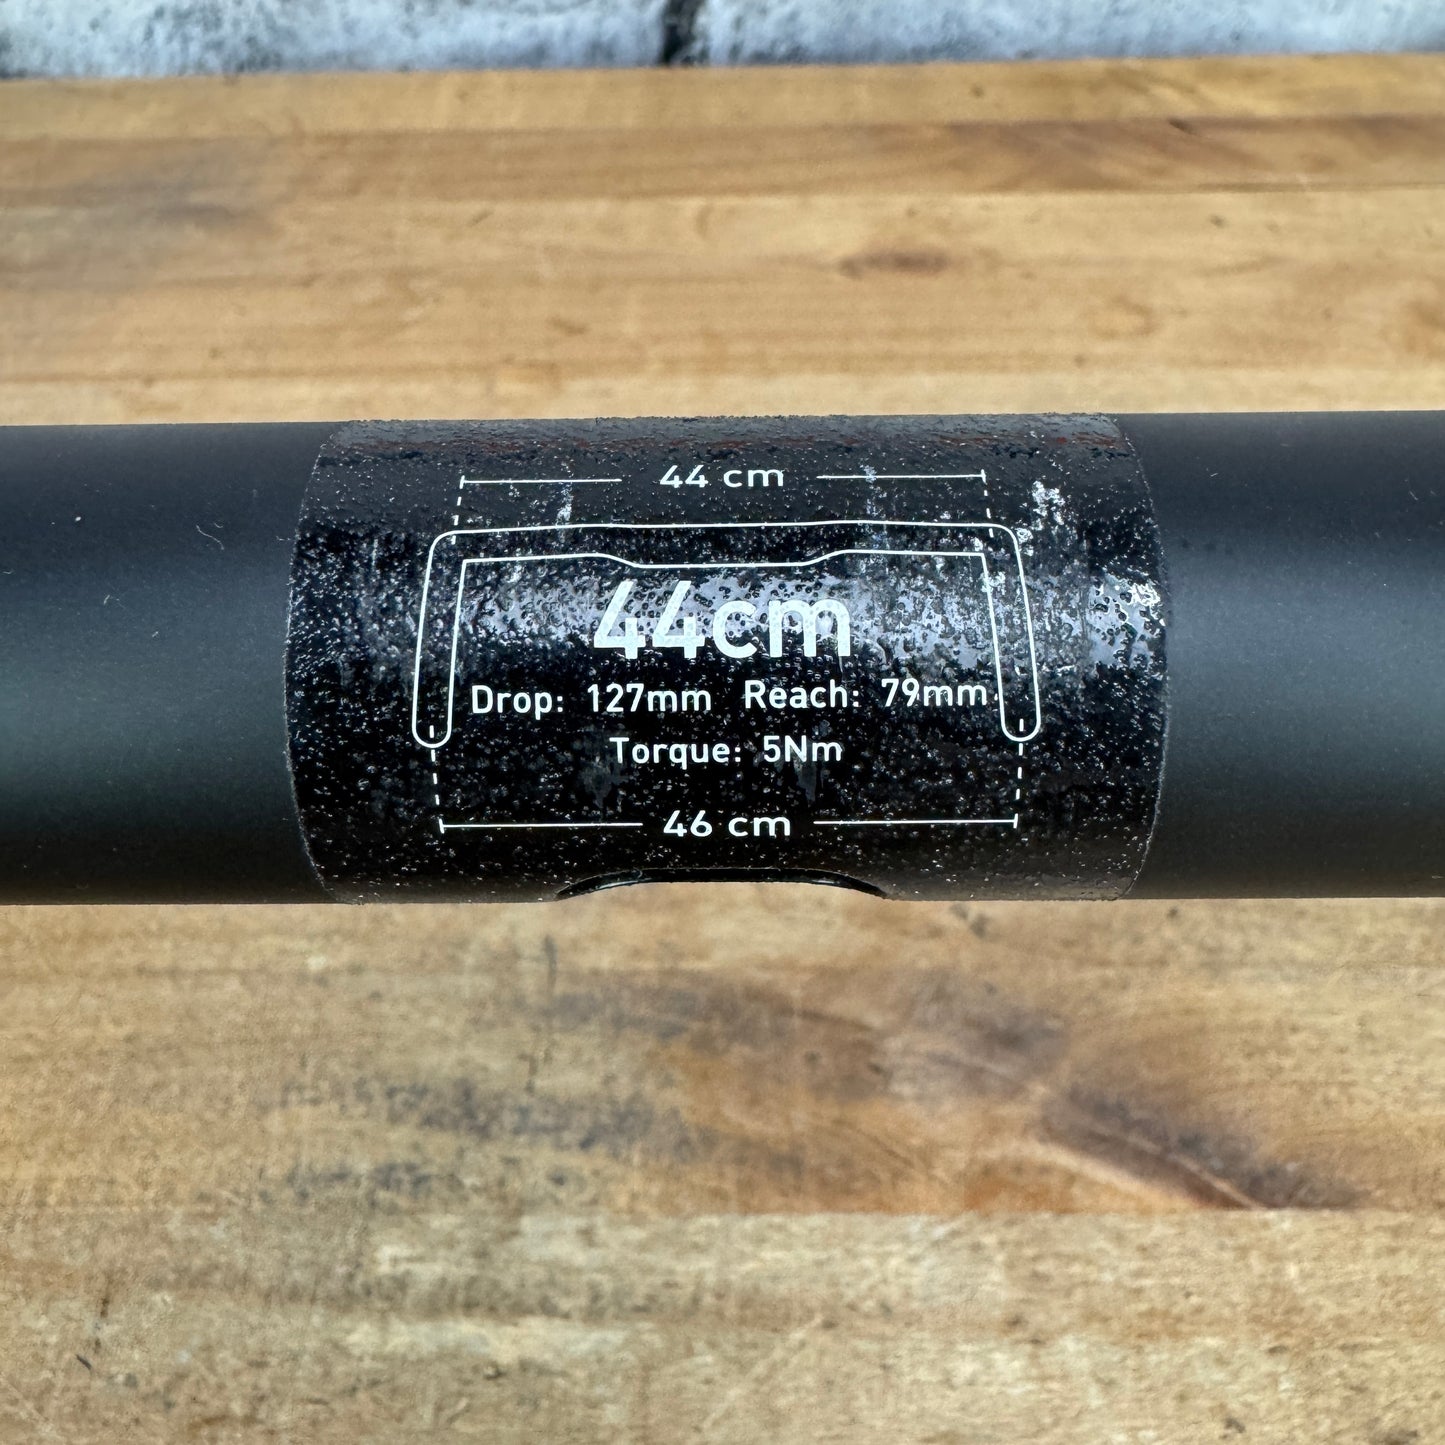 44 cm
44cm
Drop: 127mm Reach: 79mm
Torque: 5Nm
46 cm